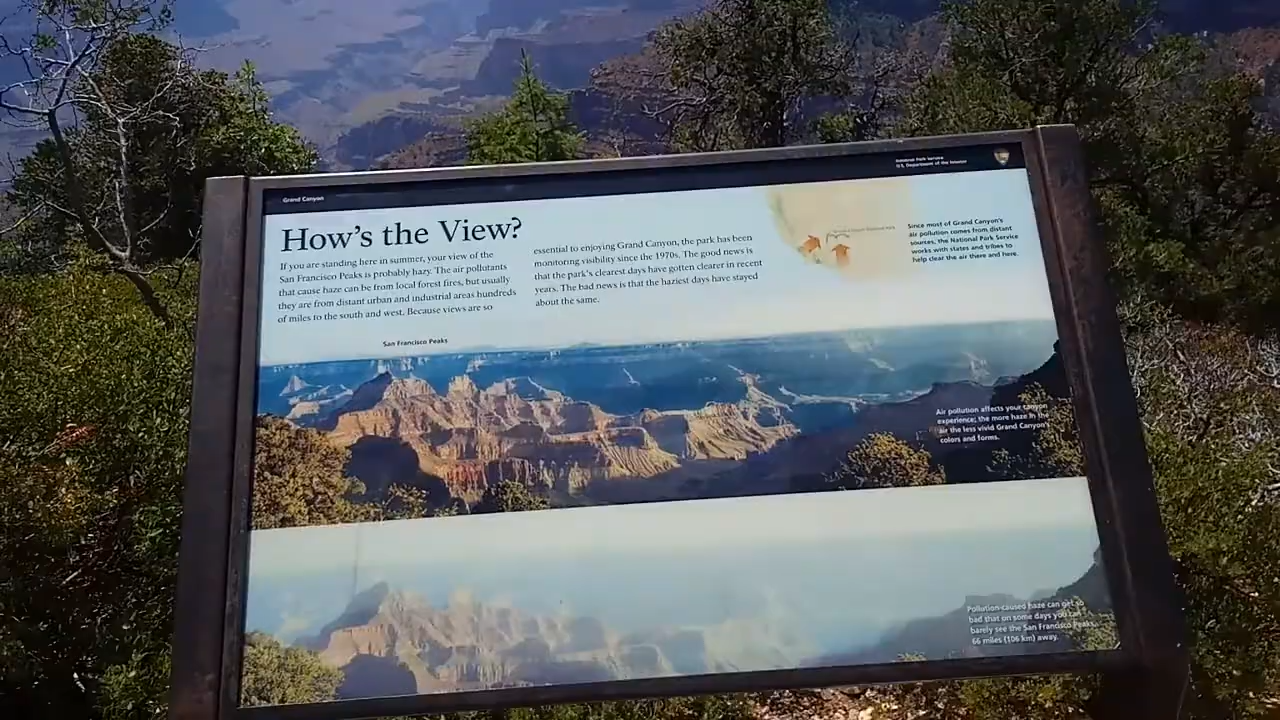 Grand Canyon
National Park Service
U.S. Department of the Interior
How's the View?
If you are standing here in summer, your view of the
San Francisco Peaks is probably hazy. The air pollutants
that cause haze can be from local forest fires, but usually
they are from distant urban and industrial areas hundreds
of miles to the south and west. Because views are so
essential to enjoying Grand Canyon, the park has been
monitoring visibility since the 1970s. The good news is
that the park's clearest days have gotten clearer in recent
years. The bad news is that the haziest days have stayed
about the same.
Since most of Grand Canyon's
air pollution comes from distant
sources, the National Park Service
works with states and tribes to
help clear the air there and here.
San Francisco Peaks
Air pollution affects your canyon
experience; the more haze in the
air the less vivid Grand Canyon's
colors and forms.
Pollution-caused haze can get so
bad that on some days you can
barely see the San Francisco Peaks,
66 miles (106 km) away.